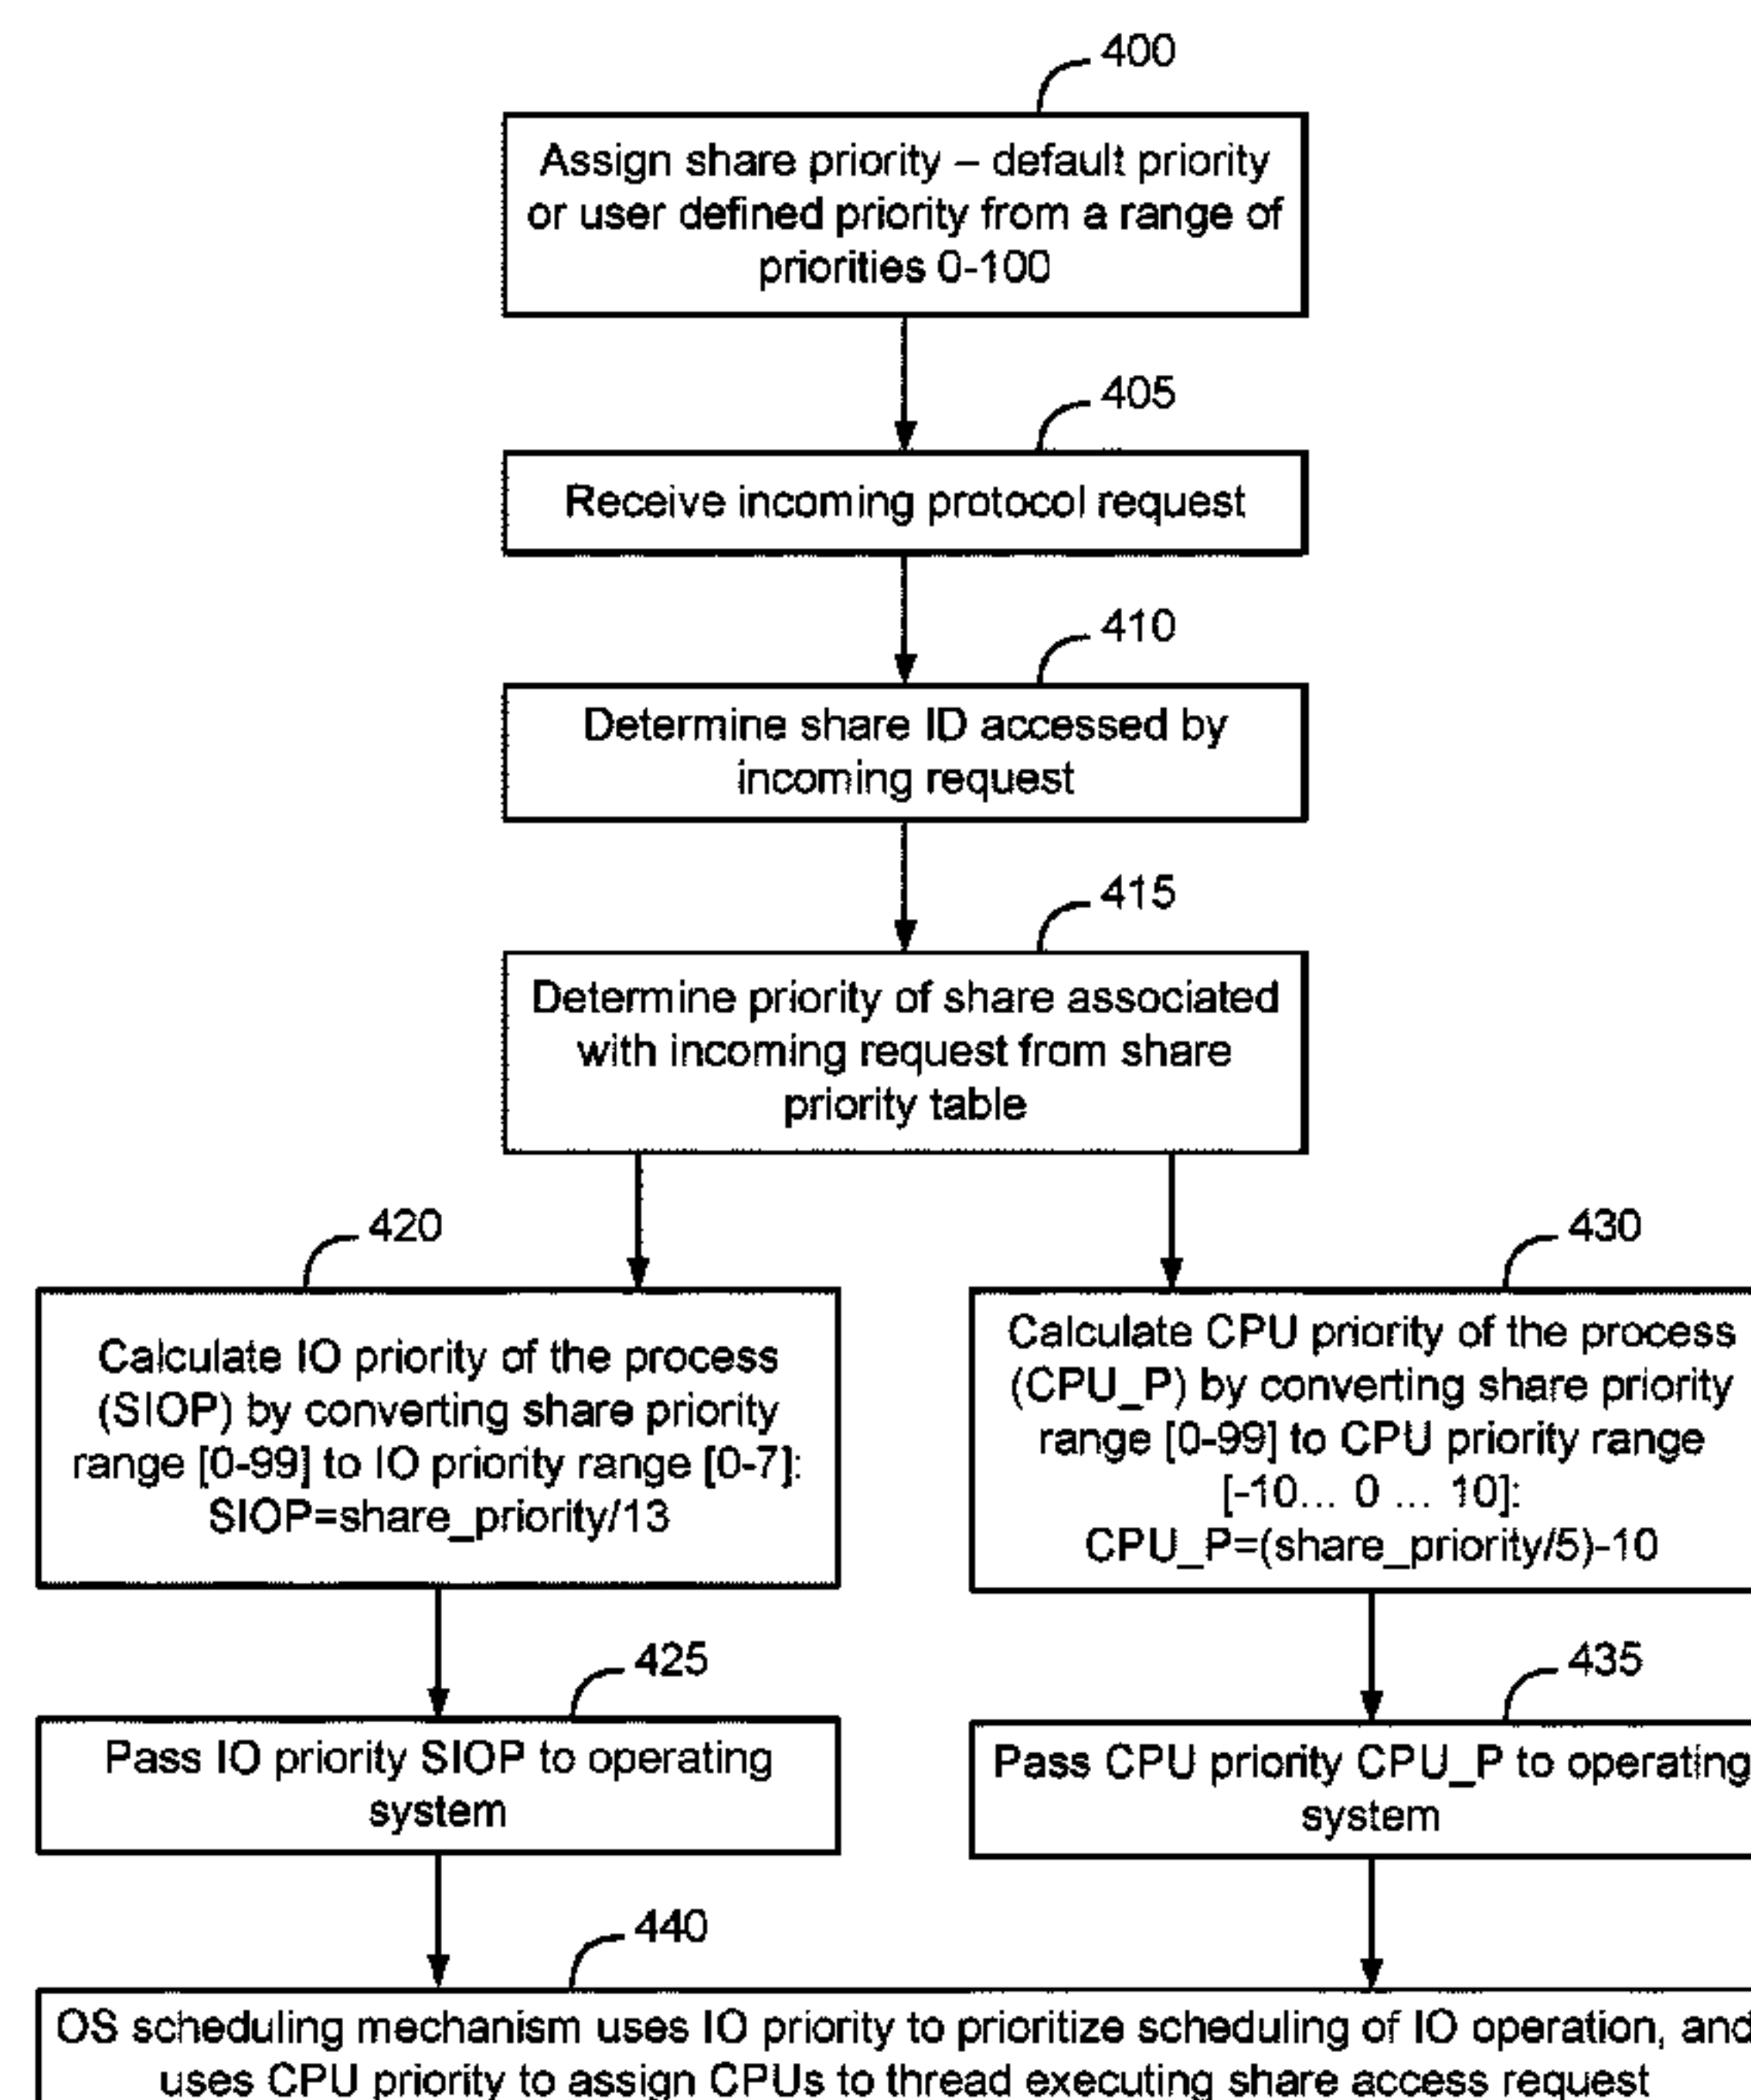 400
Assign share priority – default priority
or user defined priority from a range of
priorities 0-100
405
Receive incoming protocol request
410
Determine share ID accessed by
incoming request
415
Determine priority of share associated
with incoming request from share
priority table
420
Calculate IO priority of the process
(SIOP) by converting share priority
range [0-99] to IO priority range [0-7]:
SIOP=share_priority/13
430
Calculate CPU priority of the process
(CPU_P) by converting share priority
range [0-99] to CPU priority range
[-10... 0 ... 10]:
CPU_P=(share_priority/5)-10
425
Pass IO priority SIOP to operating
system
435
Pass CPU priority CPU_P to operating
system
440
OS scheduling mechanism uses IO priority to prioritize scheduling of IO operation, and
uses CPU priority to assign CPUs to thread executing share access request